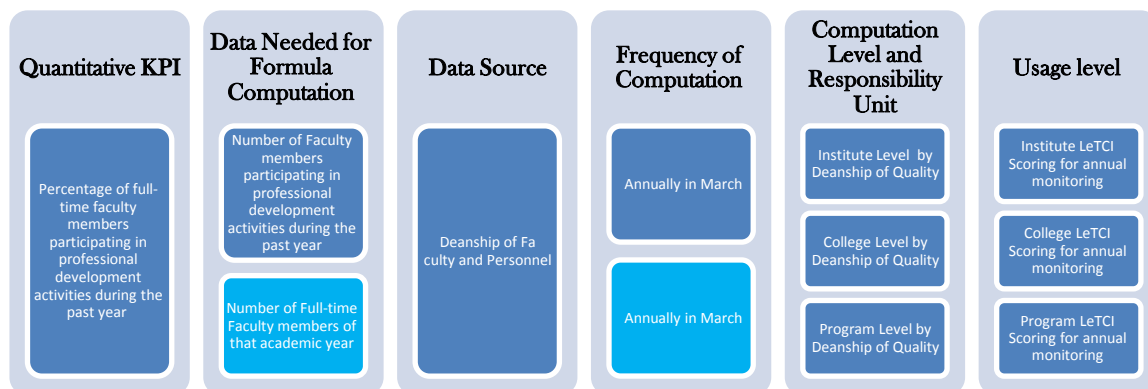 Quantitative KPI
Percentage of full-
time faculty
members
participating in
professional
development
activities during the
past year
Data Needed for
Formula
Computation
Number of Faculty
members
participating in
professional
development
activities during the
past year
Number of Full-time
Faculty members of
that academic year
Data Source
Deanship of Fa
culty and Personnel
Frequency of
Computation
Annually in March
Annually in March
Computation
Level and
Responsibility
Unit
Institute Level by
Deanship of Quality
College Level by
Deanship of Quality
Program Level by
Deanship of Quality
Usage level
Institute LeTCI
Scoring for annual
monitoring
College LeTCI
Scoring for annual
monitoring
Program LeTCI
Scoring for annual
monitoring